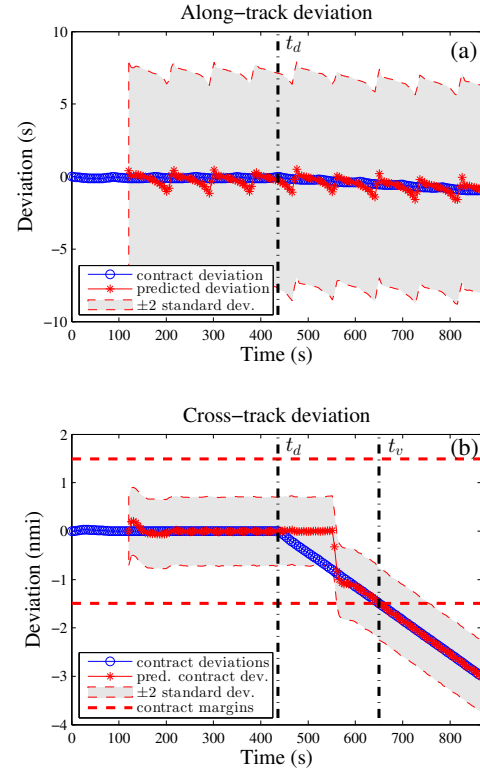 Along-track deviation
10
5
0
−5
−10
Deviation (s)
t_d
(a)
contract deviation
predicted deviation
±2 standard dev.
0 100 200 300 400 500 600 700 800
Time (s)
Cross-track deviation
2
1
0
−1
−2
−3
−4
Deviation (nmi)
t_d
t_v
(b)
contract deviations
pred. contract dev.
±2 standard dev.
contract margins
0 100 200 300 400 500 600 700 800
Time (s)